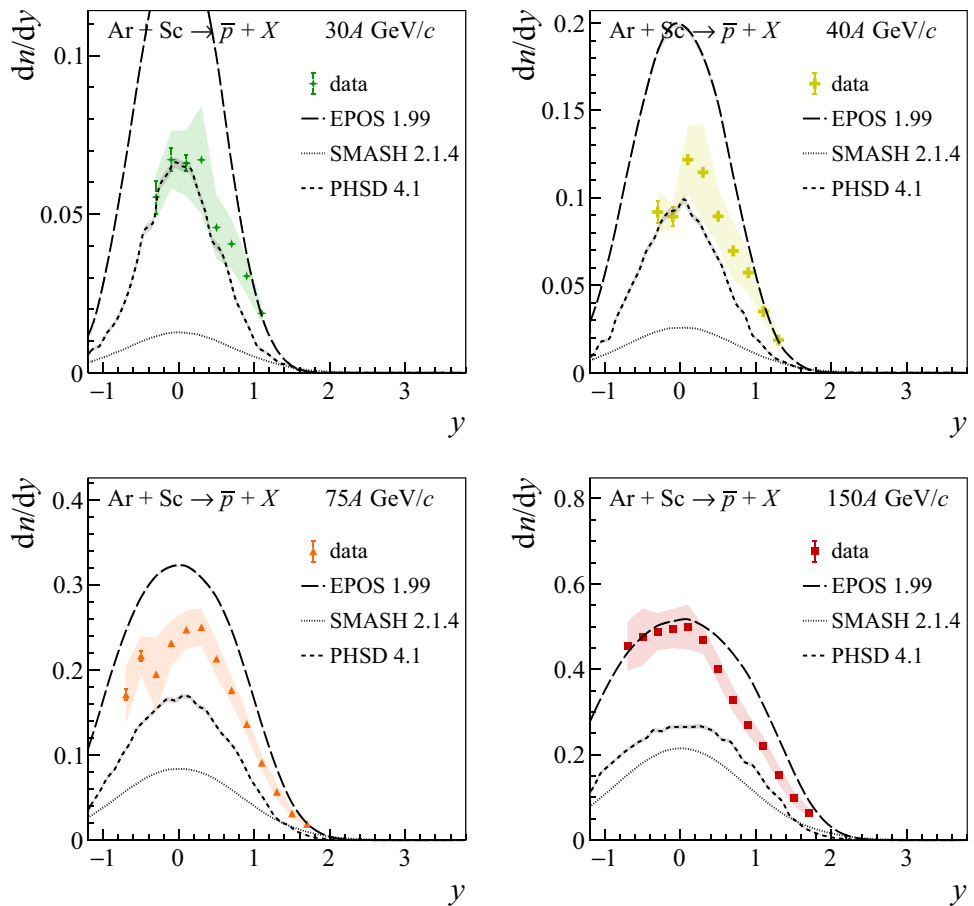 dn/dy
Ar + Sc → p̅ + X 30A GeV/c
data
EPOS 1.99
SMASH 2.1.4
PHSD 4.1
0.1
0.05
0
−1 0 1 2 3
y
dn/dy
Ar + Sc → p̅ + X 40A GeV/c
data
EPOS 1.99
SMASH 2.1.4
PHSD 4.1
0.2
0.15
0.1
0.05
0
−1 0 1 2 3
y
dn/dy
Ar + Sc → p̅ + X 75A GeV/c
data
EPOS 1.99
SMASH 2.1.4
PHSD 4.1
0.4
0.3
0.2
0.1
0
−1 0 1 2 3
y
dn/dy
Ar + Sc → p̅ + X 150A GeV/c
data
EPOS 1.99
SMASH 2.1.4
PHSD 4.1
0.8
0.6
0.4
0.2
0
−1 0 1 2 3
y